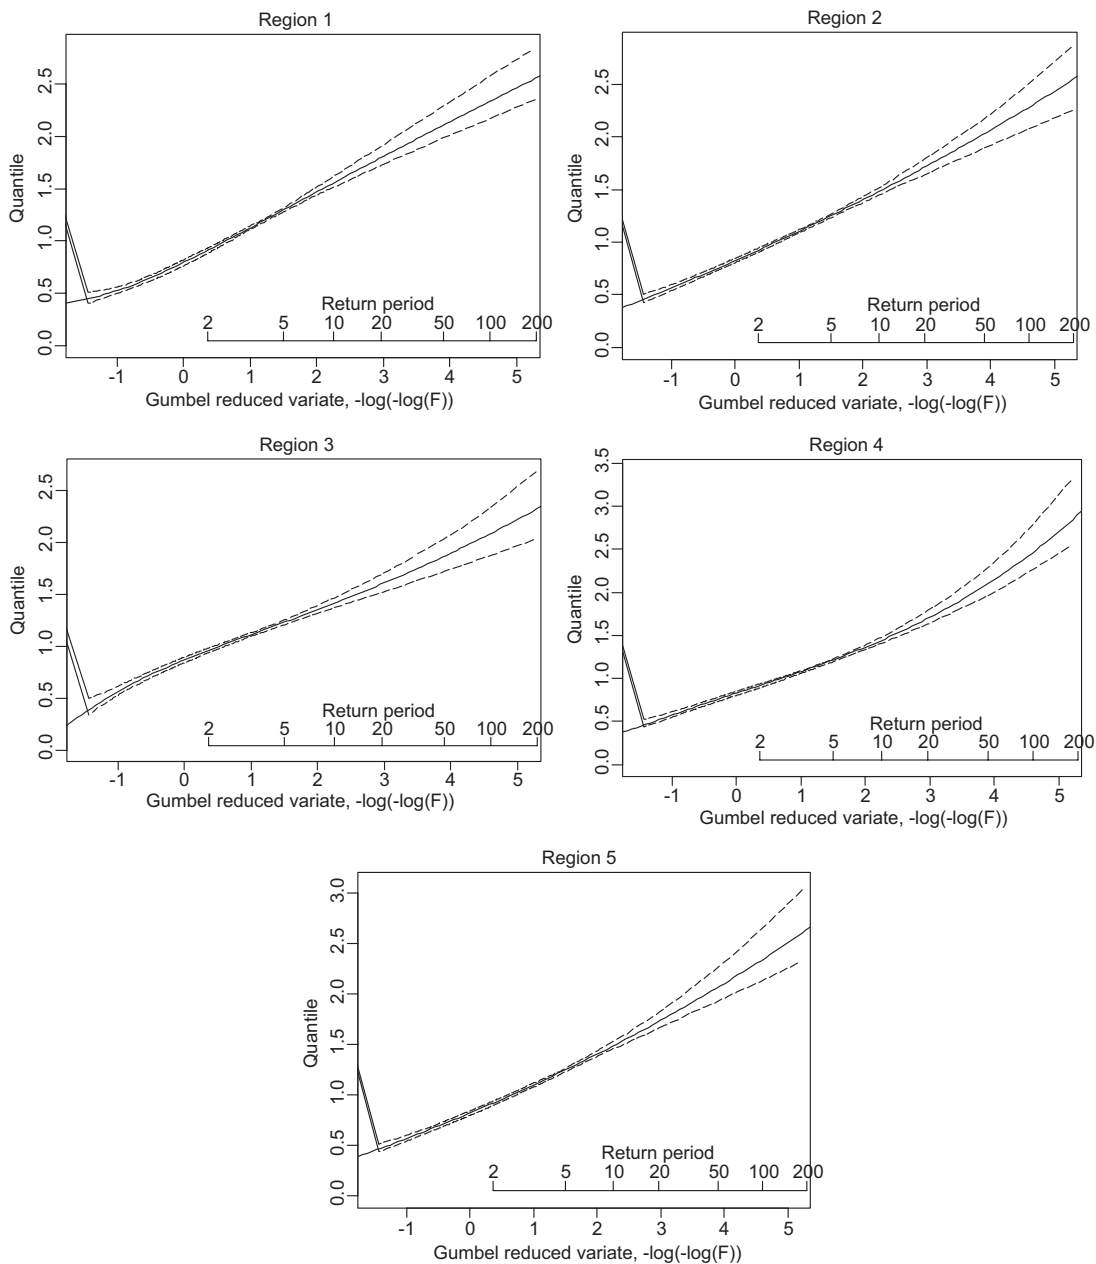 Region 1
Quantile
0.0 0.5 1.0 1.5 2.0 2.5
Return period
2 5 10 20 50 100 200
-1 0 1 2 3 4 5
Gumbel reduced variate, -log(-log(F))
Region 2
Quantile
0.0 0.5 1.0 1.5 2.0 2.5
Return period
2 5 10 20 50 100 200
-1 0 1 2 3 4 5
Gumbel reduced variate, -log(-log(F))
Region 3
Quantile
0.0 0.5 1.0 1.5 2.0 2.5
Return period
2 5 10 20 50 100 200
-1 0 1 2 3 4 5
Gumbel reduced variate, -log(-log(F))
Region 4
Quantile
0.0 0.5 1.0 1.5 2.0 2.5 3.0 3.5
Return period
2 5 10 20 50 100 200
-1 0 1 2 3 4 5
Gumbel reduced variate, -log(-log(F))
Region 5
Quantile
0.0 0.5 1.0 1.5 2.0 2.5 3.0
Return period
2 5 10 20 50 100 200
-1 0 1 2 3 4 5
Gumbel reduced variate, -log(-log(F))